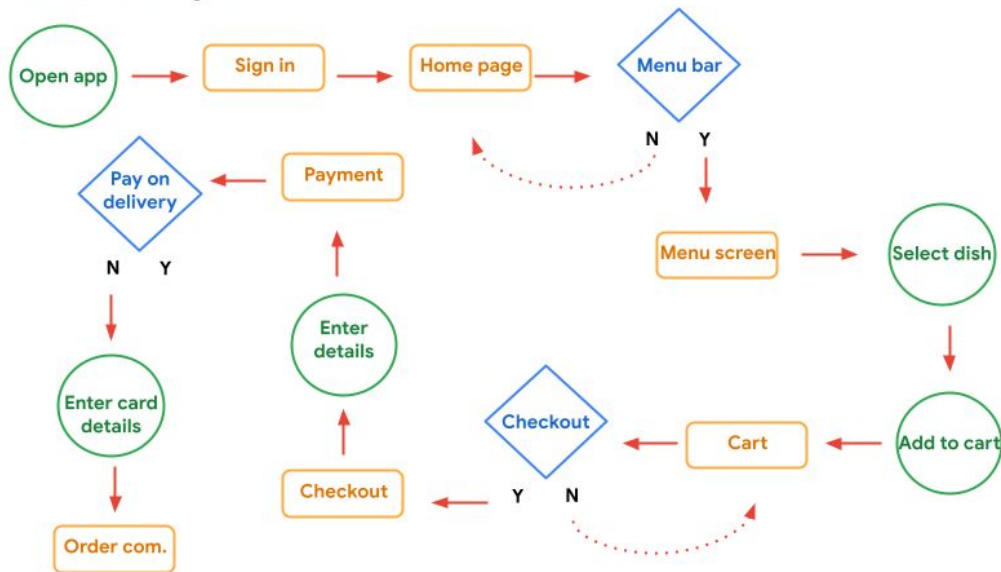 Open app
Sign in
Home page
Menu bar
N
Y
Menu screen
Select dish
Add to cart
Cart
Checkout
Y
N
Checkout
Enter
details
Payment
Pay on
delivery
N
Y
Enter card
details
Order com.